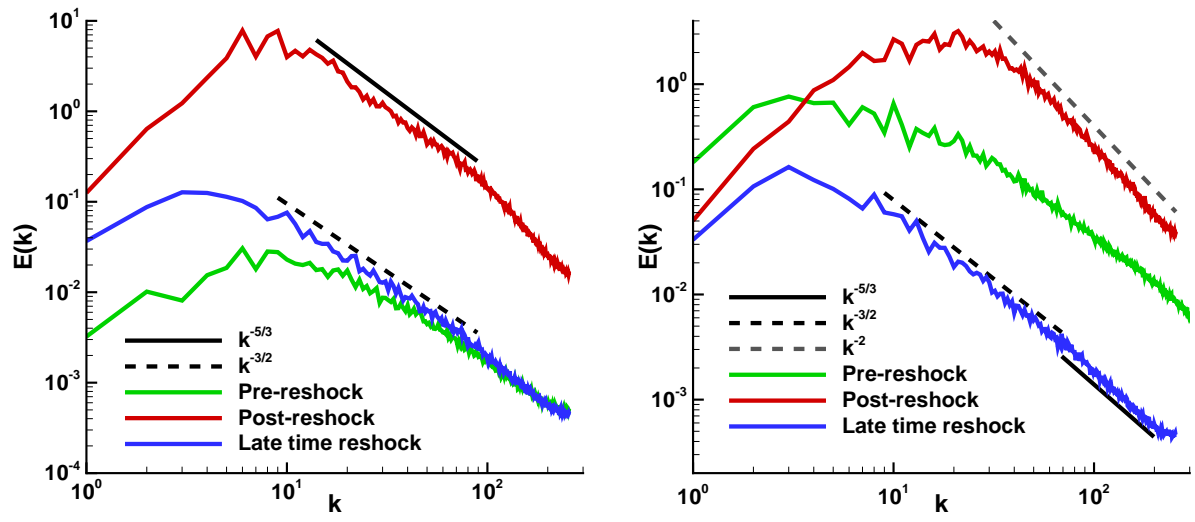 10^1
10^0
10^-1
10^-2
10^-3
10^-4
E(k)
k^-5/3
k^-3/2
Pre-reshock
Post-reshock
Late time reshock
10^0
10^1
10^2
k
10^0
10^-1
10^-2
10^-3
E(k)
k^-5/3
k^-3/2
k^-2
Pre-reshock
Post-reshock
Late time reshock
10^0
10^1
10^2
k